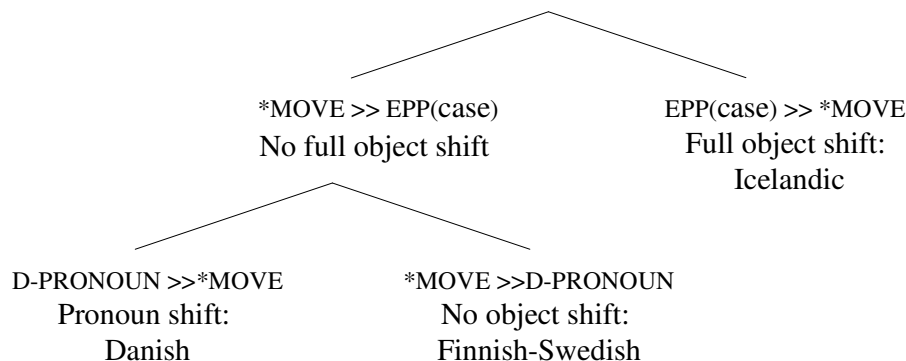 *MOVE >> EPP(case)
No full object shift
EPP(case) >> *MOVE
Full object shift:
Icelandic
D-PRONOUN >>*MOVE
Pronoun shift:
Danish
*MOVE >>D-PRONOUN
No object shift:
Finnish-Swedish